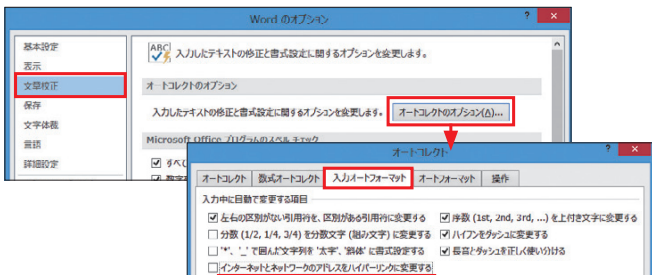 Word のオプション
? ×
基本設定
表示
文章校正
保存
文字体裁
言語
詳細設定
ABC 入力したテキストの修正と書式設定に関するオプションを変更します。
オートコレクトのオプション
入力したテキストの修正と書式設定に関するオプションを変更します。 オートコレクトのオプション(A)...
Microsoft Office プログラムのスペル チェック
オートコレクト
? ×
オートコレクト 数式オートコレクト 入力オートフォーマット オートフォーマット 操作
入力中に自動で変更する項目
左右の区別がない引用符を、区別がある引用符に変更する 序数 (1st, 2nd, 3rd, ...) を上付き文字に変更する
分数 (1/2, 1/4, 3/4) を分数文字 (組み文字) に変更する ハイフンをダッシュに変更する
'*'、'_' で囲んだ文字列を '太字'、'斜体' に書式設定する 長音とダッシュを正しく使い分ける
インターネットとネットワークのアドレスをハイパーリンクに変更する